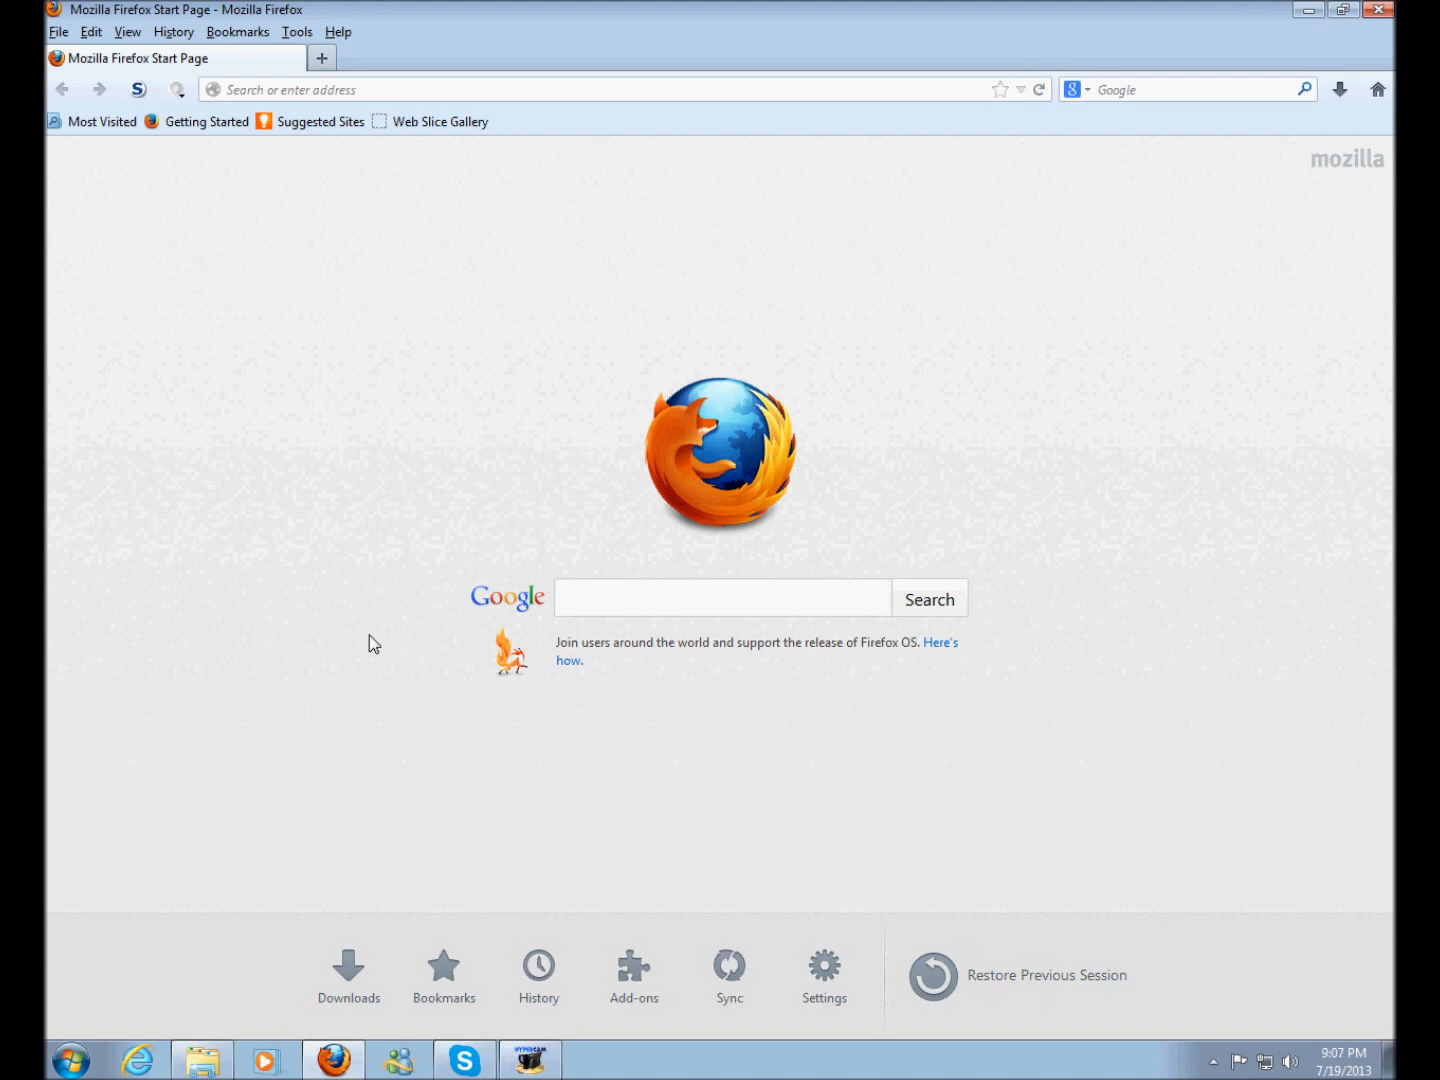 Mozilla Firefox Start Page - Mozilla Firefox
File Edit View History Bookmarks Tools Help
Mozilla Firefox Start Page
Search or enter address
Google
Most Visited Getting Started Suggested Sites Web Slice Gallery
mozilla
Google
Search
Join users around the world and support the release of Firefox OS. Here's
how.
Downloads Bookmarks History Add-ons Sync Settings
Restore Previous Session
HYPERCAM
9:07 PM
7/19/2013